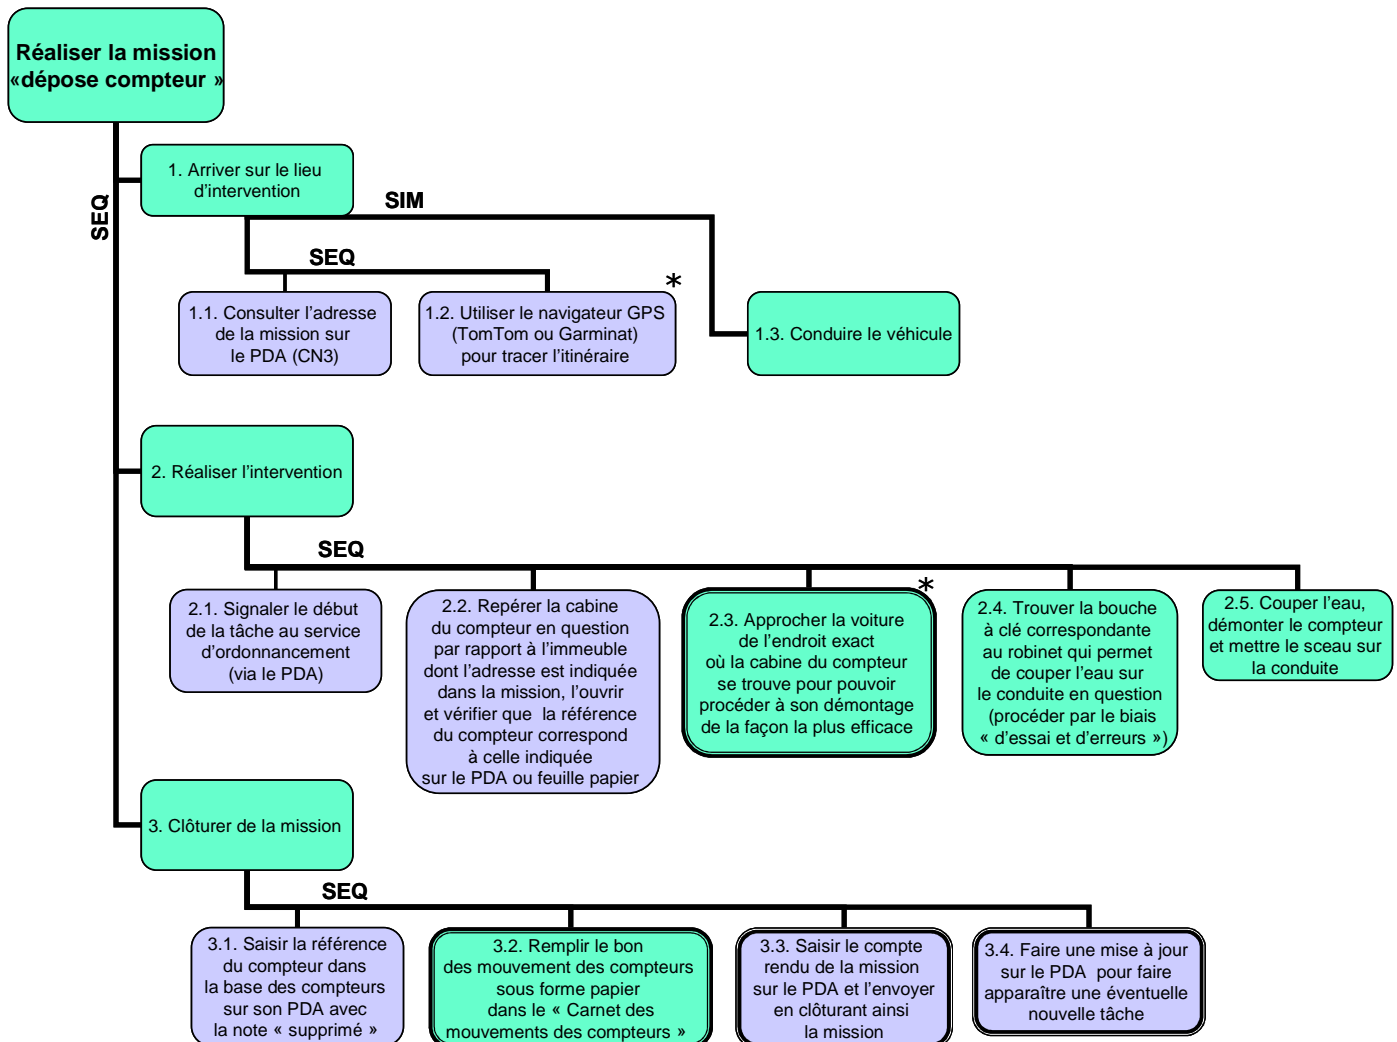 Réaliser la mission
«dépose compteur »
SEQ
1. Arriver sur le lieu
d’intervention
SIM
SEQ
1.1. Consulter l’adresse
de la mission sur
le PDA (CN3)
*
1.2. Utiliser le navigateur GPS
(TomTom ou Garminat)
pour tracer l’itinéraire
1.3. Conduire le véhicule
2. Réaliser l’intervention
SEQ
2.1. Signaler le début
de la tâche au service
d’ordonnancement
(via le PDA)
2.2. Repérer la cabine
du compteur en question
par rapport à l’immeuble
dont l’adresse est indiquée
dans la mission, l’ouvrir
et vérifier que la référence
du compteur correspond
à celle indiquée
sur le PDA ou feuille papier
*
2.3. Approcher la voiture
de l’endroit exact
où la cabine du compteur
se trouve pour pouvoir
procéder à son démontage
de la façon la plus efficace
2.4. Trouver la bouche
à clé correspondante
au robinet qui permet
de couper l’eau sur
le conduite en question
(procéder par le biais
« d’essai et d’erreurs »)
2.5. Couper l’eau,
démonter le compteur
et mettre le sceau sur
la conduite
3. Clôturer de la mission
SEQ
3.1. Saisir la référence
du compteur dans
la base des compteurs
sur son PDA avec
la note « supprimé »
3.2. Remplir le bon
des mouvement des compteurs
sous forme papier
dans le « Carnet des
mouvements des compteurs »
3.3. Saisir le compte
rendu de la mission
sur le PDA et l’envoyer
en clôturant ainsi
la mission
3.4. Faire une mise à jour
sur le PDA pour faire
apparaître une éventuelle
nouvelle tâche